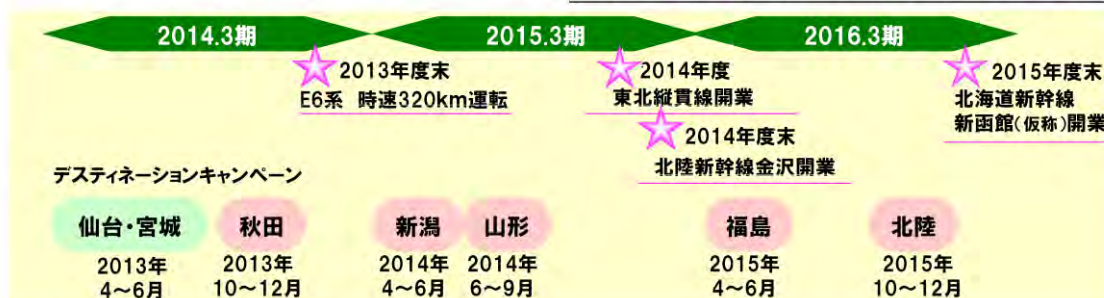 2014.3期 2015.3期 2016.3期
2013年度末
E6系 時速320km運転
2014年度
東北縦貫線開業
2014年度末
北陸新幹線金沢開業
2015年度末
北海道新幹線
新函館(仮称)開業
デスティネーションキャンペーン
仙台・宮城 秋田 新潟 山形 福島 北陸
2013年 2013年 2014年 2014年 2015年 2015年
4~6月 10~12月 4~6月 6~9月 4~6月 10~12月